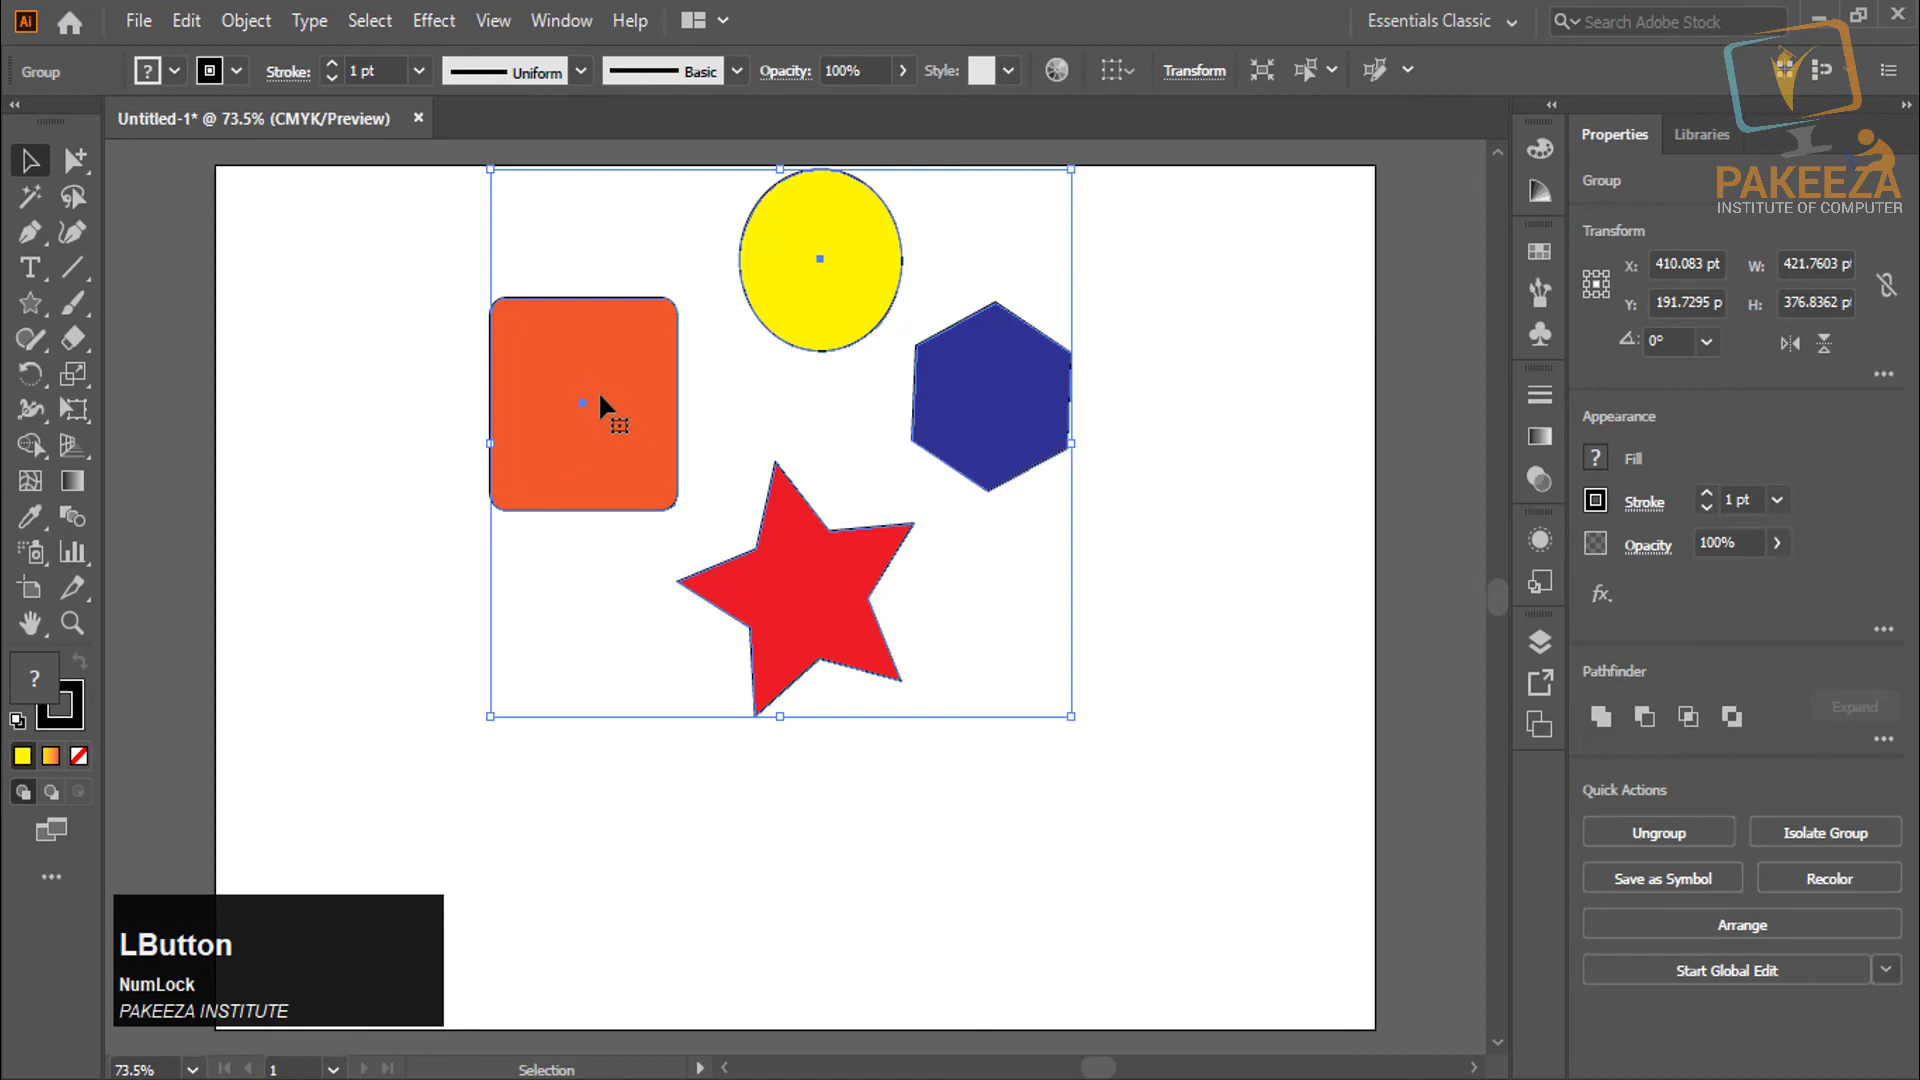 Ai File Edit Object Type Select Effect View Window Help Essentials Classic Search Adobe Stock
Group ? Stroke: 1 pt Uniform Basic Opacity: 100% Style: Transform
Untitled-1* @ 73.5% (CMYK/Preview) ×
Properties Libraries
PAKEEZA
INSTITUTE OF COMPUTER
Group
Transform
X: 410.083 pt W: 421.7603 pt
Y: 191.7295 p H: 376.8362 pt
0°
Appearance
? Fill
Stroke 1 pt
Opacity 100%
fx.
Pathfinder
Expand
Quick Actions
Ungroup Isolate Group
Save as Symbol Recolor
Arrange
Start Global Edit
?
LButton
NumLock
PAKEEZA INSTITUTE
73.5% 1 Selection